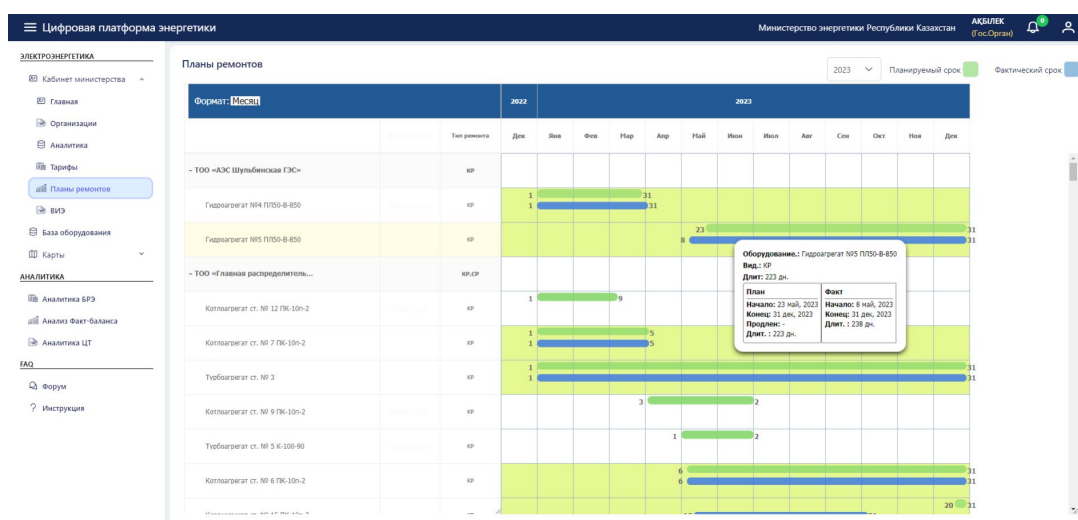 Цифровая платформа энергетики
Министерство энергетики Республики Казахстан
АҚБІЛЕК
(Гос.Орган)
0
ЭЛЕКТРОЭНЕРГЕТИКА
Кабинет министерства
Главная
Организации
Аналитика
Тарифы
Планы ремонтов
ВИЭ
База оборудования
Карты
АНАЛИТИКА
Аналитика БРЭ
Анализ Факт-баланса
Аналитика ЦТ
FAQ
Форум
Инструкция
Планы ремонтов
2023 Планируемый срок Фактический срок
Формат: Месяц 2022 2023
Тип ремонта Дек Янв Фев Мар Апр Май Июн Июл Авг Сен Окт Ноя Дек
- ТОО «АЭС Шульбинская ГЭС» КР
Гидроагрегат №4 ПЛ50-В-850 КР 1 31
1 31
Гидроагрегат №5 ПЛ50-В-850 КР 23 31
8 31
- ТОО «Главная распределитель... КР,СР
Котлоагрегат ст. № 12 ПК-10п-2 КР 1 9
Котлоагрегат ст. № 7 ПК-10п-2 КР 1 5
1 5
Турбоагрегат ст. № 3 КР 1 31
1 31
Котлоагрегат ст. № 9 ПК-10п-2 КР 3 2
Турбоагрегат ст. № 5 К-100-90 КР 1 2
Котлоагрегат ст. № 6 ПК-10п-2 КР 6 31
6 31
20 31
Оборудование.: Гидроагрегат №5 ПЛ50-В-850
Вид.: КР
Длит: 223 дн.
План Факт
Начало: 23 май, 2023 Начало: 8 май, 2023
Конец: 31 дек, 2023 Конец: 31 дек, 2023
Продлен: - Длит. : 238 дн.
Длит. : 223 дн.